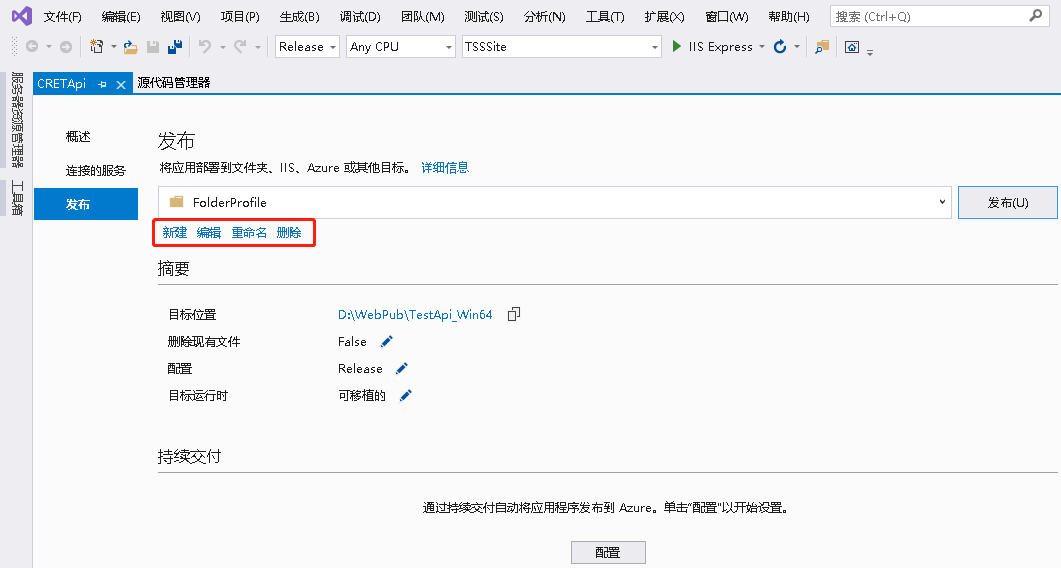 文件(F) 编辑(E) 视图(V) 项目(P) 生成(B) 调试(D) 团队(M) 测试(S) 分析(N) 工具(T) 扩展(X) 窗口(W) 帮助(H) 搜索 (Ctrl+Q)
Release Any CPU TSSSite IIS Express
服务器资源管理器
工具箱
CRETApi 源代码管理器
概述
连接的服务
发布
发布
将应用部署到文件夹、IIS、Azure 或其他目标。 详细信息
FolderProfile 发布(U)
新建 编辑 重命名 删除
摘要
目标位置 D:\WebPub\TestApi_Win64
删除现有文件 False
配置 Release
目标运行时 可移植的
持续交付
通过持续交付自动将应用程序发布到 Azure。单击"配置"以开始设置。
配置